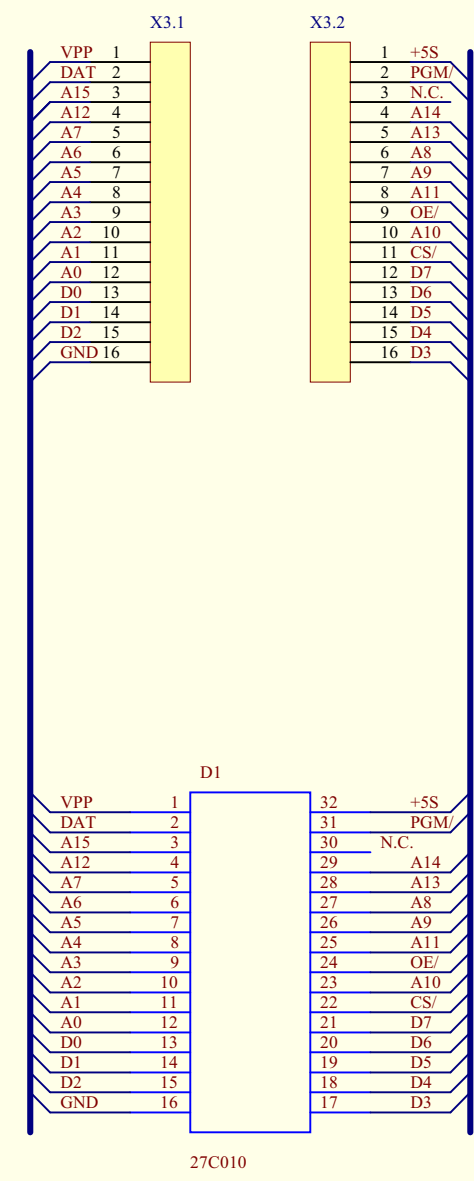 X3.1 X3.2
VPP 1 1 +5S
DAT 2 2 PGM/
A15 3 3 N.C.
A12 4 4 A14
A7 5 5 A13
A6 6 6 A8
A5 7 7 A9
A4 8 8 A11
A3 9 9 OE/
A2 10 10 A10
A1 11 11 CS/
A0 12 12 D7
D0 13 13 D6
D1 14 14 D5
D2 15 15 D4
GND 16 16 D3
D1
VPP 1 32 +5S
DAT 2 31 PGM/
A15 3 30 N.C.
A12 4 29 A14
A7 5 28 A13
A6 6 27 A8
A5 7 26 A9
A4 8 25 A11
A3 9 24 OE/
A2 10 23 A10
A1 11 22 CS/
A0 12 21 D7
D0 13 20 D6
D1 14 19 D5
D2 15 18 D4
GND 16 17 D3
27C010